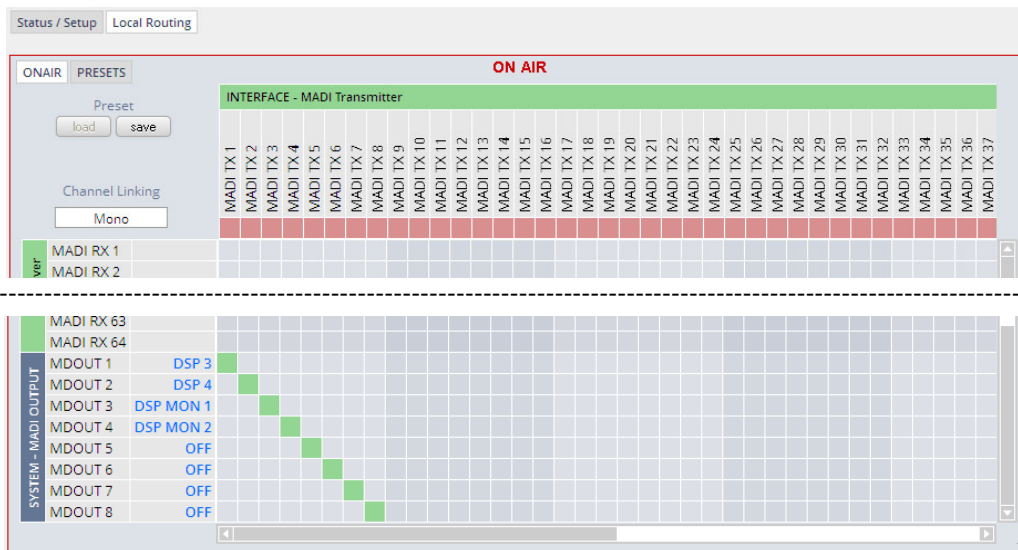 Status / Setup
Local Routing
ONAIR
PRESETS
ON AIR
Preset
load
save
INTERFACE - MADI Transmitter
Channel Linking
Mono
MADI TX 1
MADI TX 2
MADI TX 3
MADI TX 4
MADI TX 5
MADI TX 6
MADI TX 7
MADI TX 8
MADI TX 9
MADI TX 10
MADI TX 11
MADI TX 12
MADI TX 13
MADI TX 14
MADI TX 15
MADI TX 16
MADI TX 17
MADI TX 18
MADI TX 19
MADI TX 20
MADI TX 21
MADI TX 22
MADI TX 23
MADI TX 24
MADI TX 25
MADI TX 26
MADI TX 27
MADI TX 28
MADI TX 29
MADI TX 30
MADI TX 31
MADI TX 32
MADI TX 33
MADI TX 34
MADI TX 35
MADI TX 36
MADI TX 37
ver
MADI RX 1
MADI RX 2
MADI RX 63
MADI RX 64
SYSTEM - MADI OUTPUT
MDOUT 1 DSP 3
MDOUT 2 DSP 4
MDOUT 3 DSP MON 1
MDOUT 4 DSP MON 2
MDOUT 5 OFF
MDOUT 6 OFF
MDOUT 7 OFF
MDOUT 8 OFF